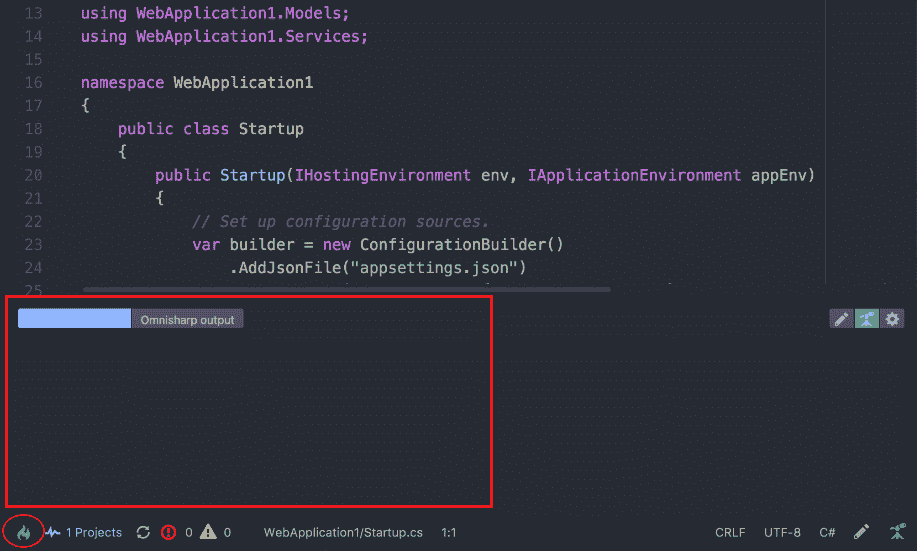 13 using WebApplication1.Models;
14 using WebApplication1.Services;
15
16 namespace WebApplication1
17 {
18 public class Startup
19 {
20 public Startup(IHostingEnvironment env, IApplicationEnvironment appEnv)
21 {
22 // Set up configuration sources.
23 var builder = new ConfigurationBuilder()
24 .AddJsonFile("appsettings.json")
25
Omnisharp output
1 Projects 0 0 WebApplication1/Startup.cs 1:1 CRLF UTF-8 C#